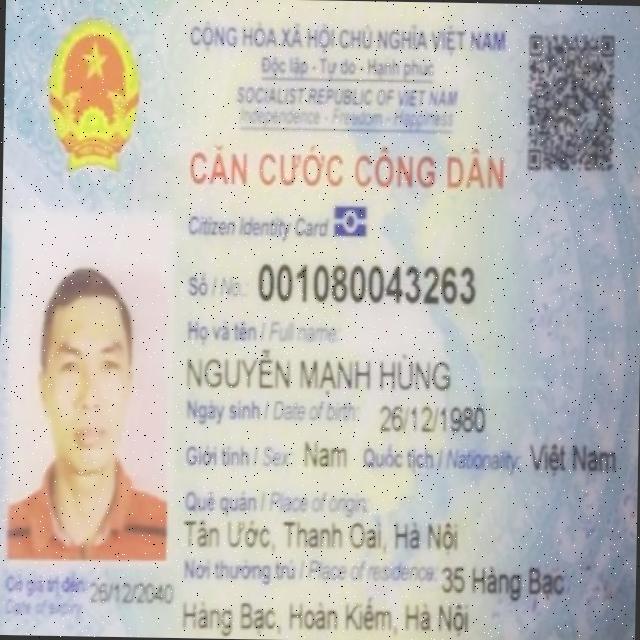 CỘNG HÒA XÃ HỘI CHỦ NGHĨA VIỆT NAM
Độc lập - Tự do - Hạnh phúc
SOCIALIST REPUBLIC OF VIET NAM
Independence - Freedom - Happiness
CĂN CƯỚC CÔNG DÂN
Citizen Identity Card
Số / No.: 001080043263
Họ và tên / Full name:
NGUYỄN MẠNH HÙNG
Ngày sinh / Date of birth: 26/12/1980
Giới tính / Sex: Nam Quốc tịch / Nationality: Việt Nam
Quê quán / Place of origin:
Tân Ước, Thanh Oai, Hà Nội
Nơi thường trú / Place of residence: 35 Hàng Bạc
Hàng Bạc, Hoàn Kiếm, Hà Nội
Có giá trị đến: 26/12/2040
Date of expiry